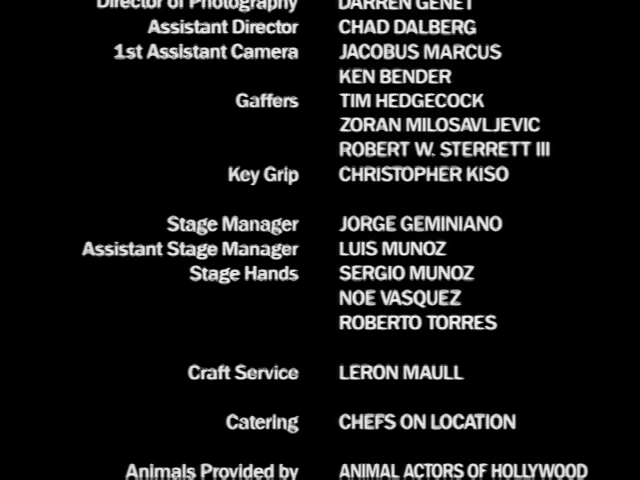 Director of Photography DARREN GENET
Assistant Director CHAD DALBERG
1st Assistant Camera JACOBUS MARCUS
KEN BENDER
Gaffers TIM HEDGECOCK
ZORAN MILOSAVLJEVIC
ROBERT W. STERRETT III
Key Grip CHRISTOPHER KISO
Stage Manager JORGE GEMINIANO
Assistant Stage Manager LUIS MUNOZ
Stage Hands SERGIO MUNOZ
NOE VASQUEZ
ROBERTO TORRES
Craft Service LERON MAULL
Catering CHEFS ON LOCATION
Animals Provided by ANIMAL ACTORS OF HOLLYWOOD